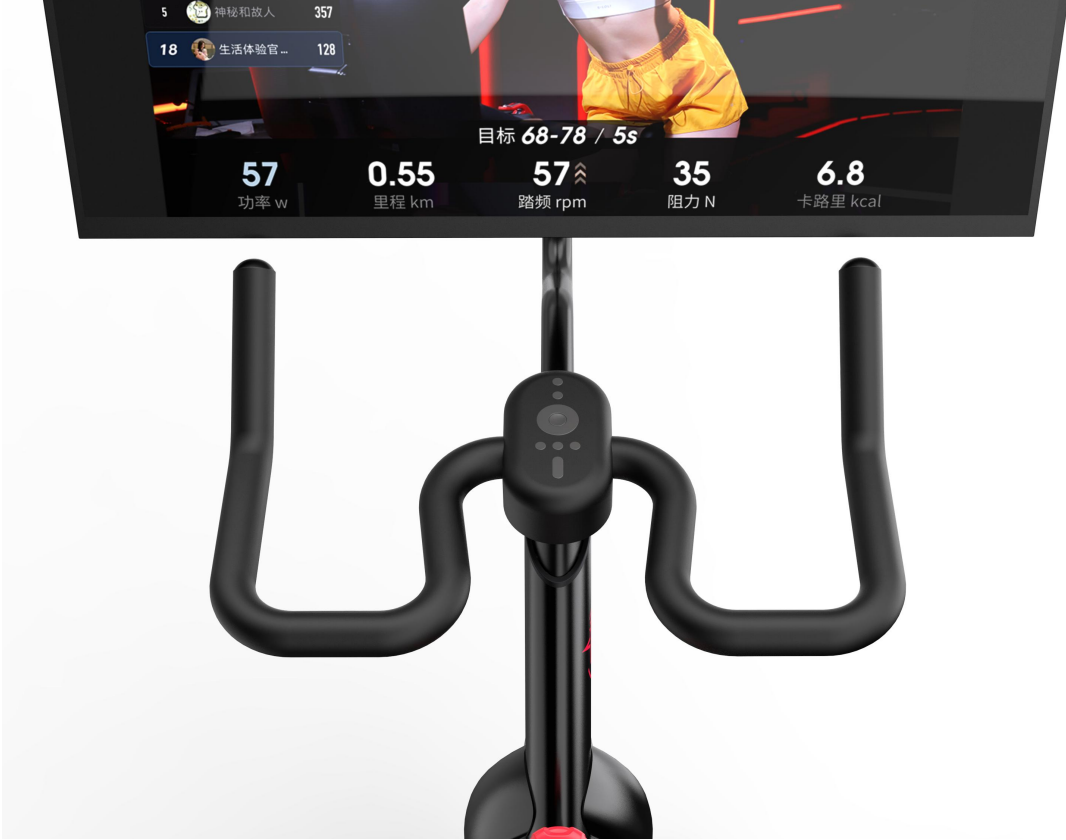 5 神秘和故人 357
18 生活体验官... 128
目标 68-78 / 5s
57 0.55 57 35 6.8
功率 w 里程 km 踏频 rpm 阻力 N 卡路里 kcal